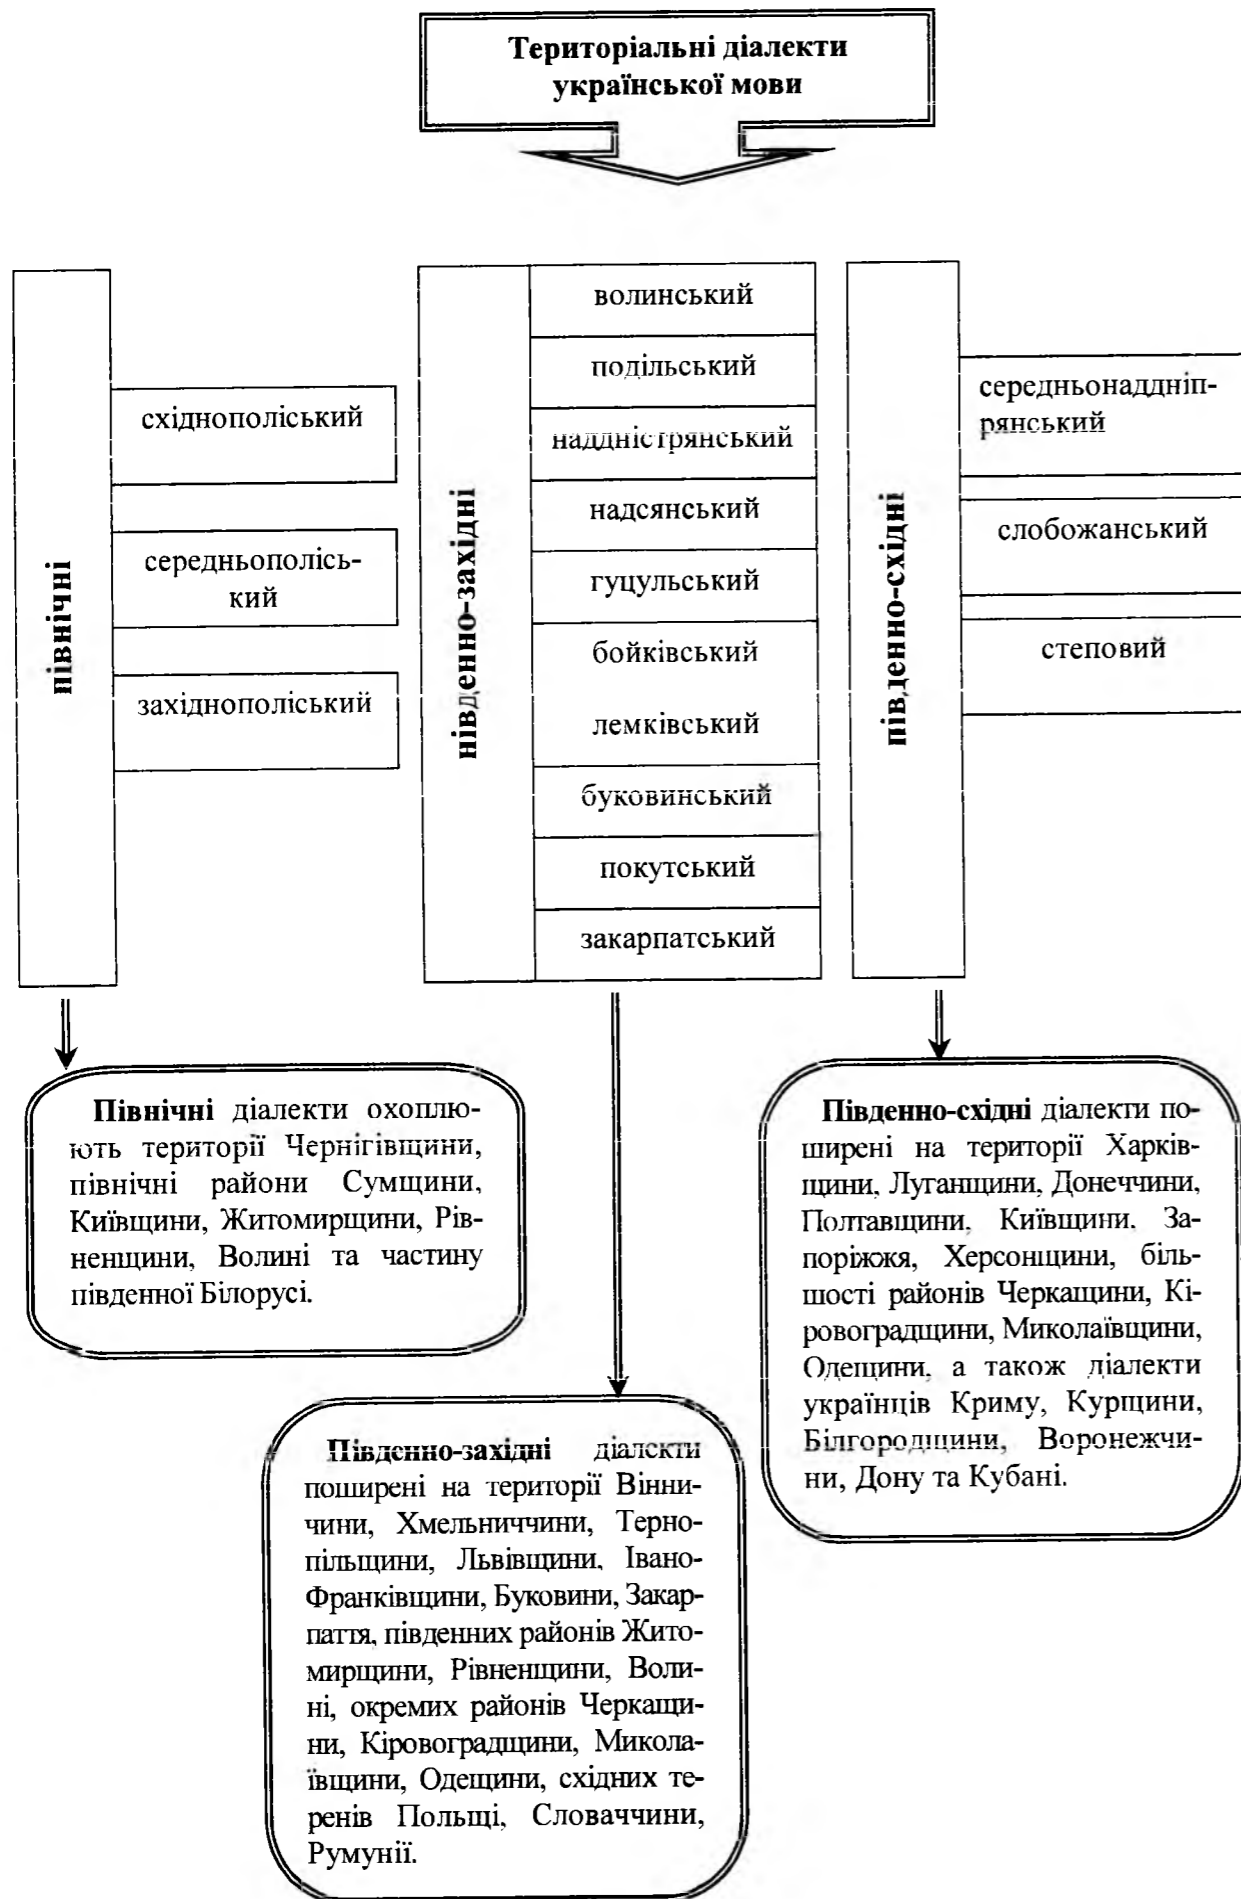 Територіальні діалекти
української мови
північні
східнополіський
середньополісь-
кий
західнополіський
південно-західні
волинський
подільський
наддністрянський
надсянський
гуцульський
бойківський
лемківський
буковинський
покутський
закарпатський
південно-східні
середньонаддніп-
рянський
слобожанський
степовий
Північні діалекти охоплю-
ють території Чернігівщини,
північні райони Сумщини,
Київщини, Житомирщини, Рів-
ненщини, Волині та частину
південної Білорусі.
Південно-західні діалекти
поширені на території Вінни-
чини, Хмельниччини, Терно-
пільщини, Львівщини, Івано-
Франківщини, Буковини, Закар-
паття, південних районів Жито-
мирщини, Рівненщини, Воли-
ні, окремих районів Черкащи-
ни, Кіровоградщини, Микола-
ївщини, Одещини, східних те-
ренів Польщі, Словаччини,
Румунії.
Південно-східні діалекти по-
ширені на території Харків-
щини, Луганщини, Донеччини,
Полтавщини, Київщини, За-
поріжжя, Херсонщини, біль-
шості районів Черкащини, Кі-
ровоградщини, Миколаївщини,
Одещини, а також діалекти
українців Криму, Курщини,
Білгородщини, Воронежчи-
ни, Дону та Кубані.